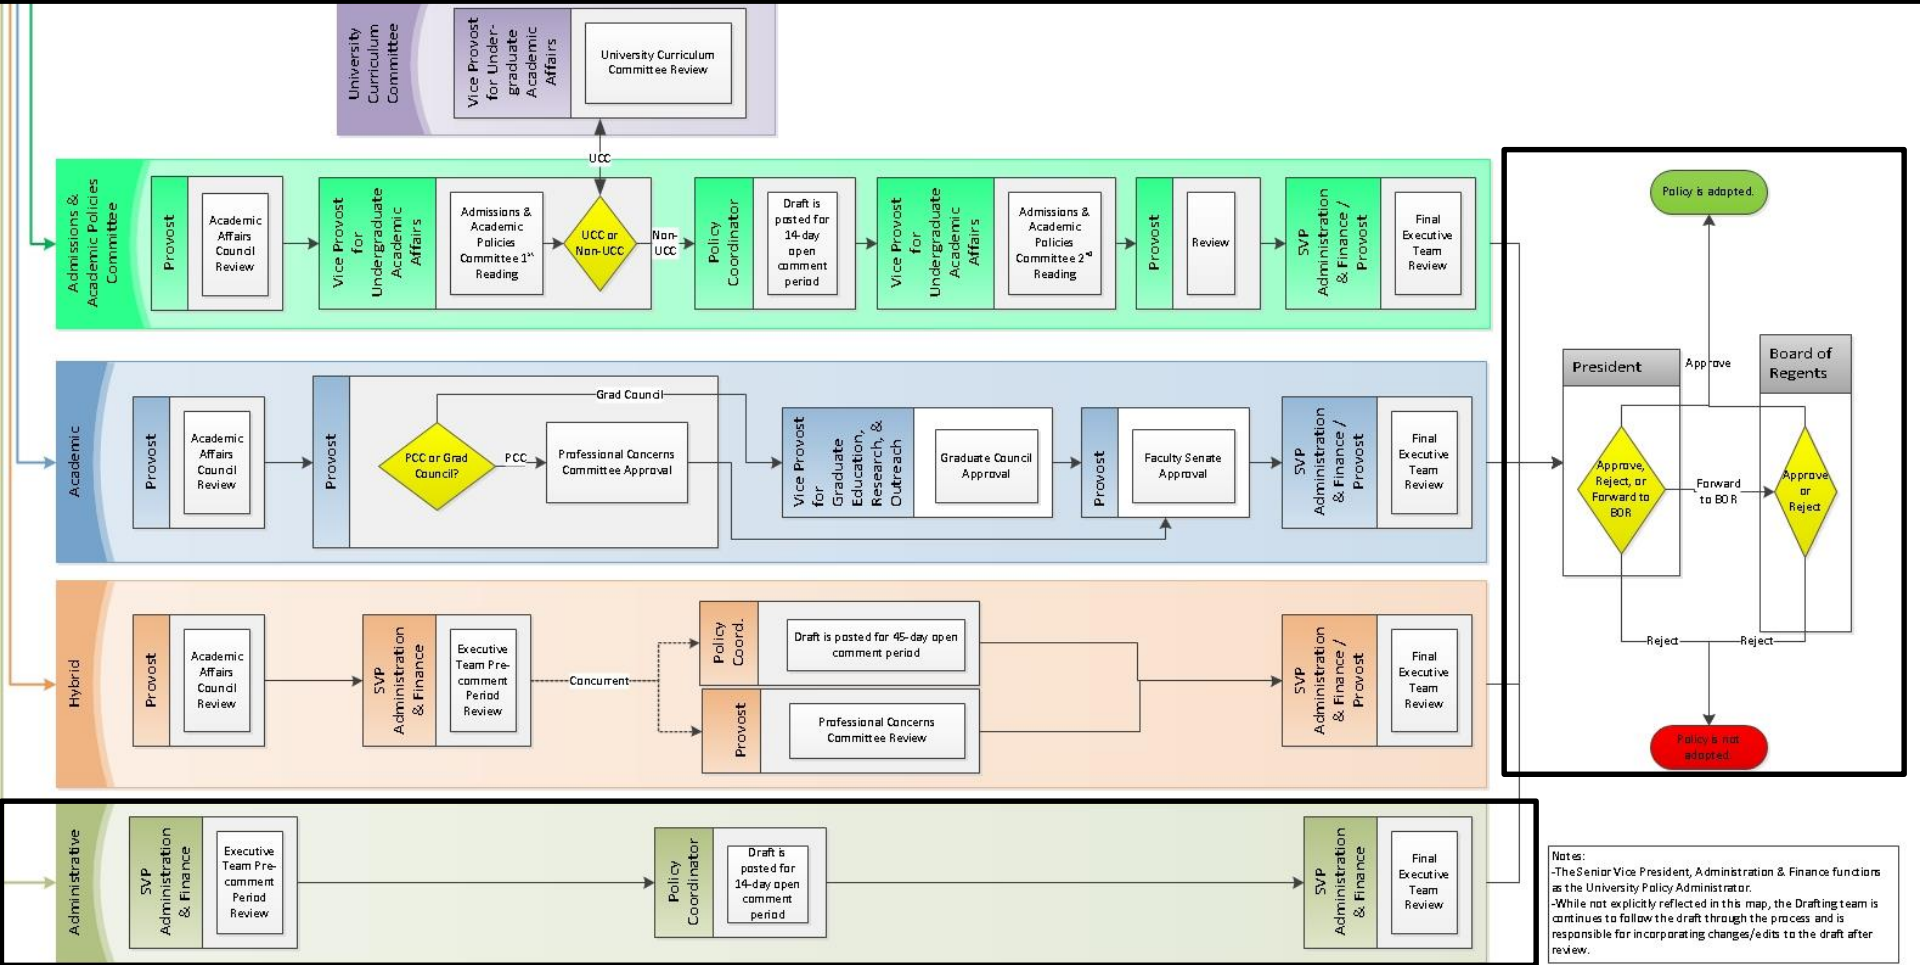 University
Curriculum
Committee
Vice Provost
for Under-
graduate
Academic
Affairs
University Curriculum
Committee Review
UCC
Admissions &
Academic Policies
Committee
Provost
Academic
Affairs
Council
Review
Vice Provost
for
Undergraduate
Academic
Affairs
Admissions &
Academic
Policies
Committee 1st
Reading
UCC or
Non-UCC
Non-
UCC
Policy
Coordinator
Draft is
posted for
14-day
open
comment
period
Vice Provost
for
Undergraduate
Academic
Affairs
Admissions &
Academic
Policies
Committee 2nd
Reading
Provost
Review
SVP
Administration
& Finance /
Provost
Final
Executive
Team
Review
Academic
Provost
Academic
Affairs
Council
Review
Provost
PCC or Grad
Council?
Grad Council
PCC
Professional Concerns
Committee Approval
Vice Provost
for
Graduate
Education,
Research, &
Outreach
Graduate Council
Approval
Provost
Faculty Senate
Approval
SVP
Administration
& Finance /
Provost
Final
Executive
Team
Review
Hybrid
Provost
Academic
Affairs
Council
Review
SVP
Administration
& Finance
Executive
Team Pre-
comment
Period
Review
Concurrent
Policy
Coord.
Draft is posted for 45-day open
comment period
Provost
Professional Concerns
Committee Review
SVP
Administration
& Finance /
Provost
Final
Executive
Team
Review
Administrative
SVP
Administration
& Finance
Executive
Team Pre-
comment
Period
Review
Policy
Coordinator
Draft is
posted for
14-day open
comment
period
SVP
Administration
& Finance
Final
Executive
Team
Review
Policy is adopted.
President
Approve
Board of
Regents
Approve,
Reject, or
Forward to
BOR
Forward
to BOR
Approve
or
Reject
Reject
Reject
Policy is not
adopted.
Notes:
-The Senior Vice President, Administration & Finance functions
as the University Policy Administrator.
-While not explicitly reflected in this map, the Drafting team is
continues to follow the draft through the process and is
responsible for incorporating changes/edits to the draft after
review.